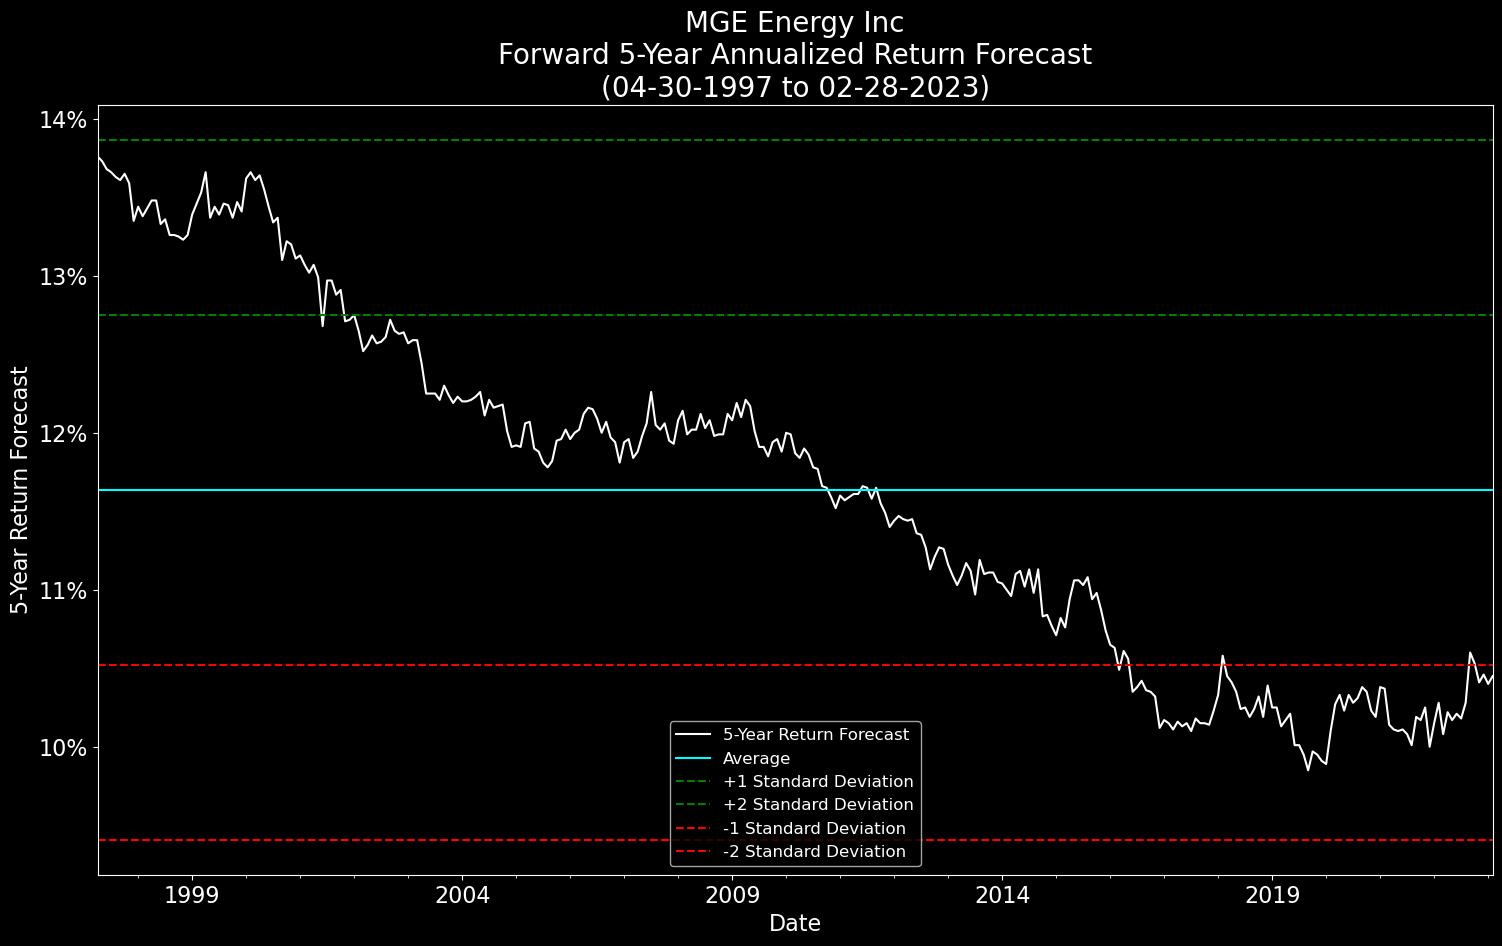 MGE Energy Inc
Forward 5-Year Annualized Return Forecast
(04-30-1997 to 02-28-2023)
14%
13%
12%
11%
10%
5-Year Return Forecast
5-Year Return Forecast
Average
+1 Standard Deviation
+2 Standard Deviation
-1 Standard Deviation
-2 Standard Deviation
1999
2004
2009
2014
2019
Date